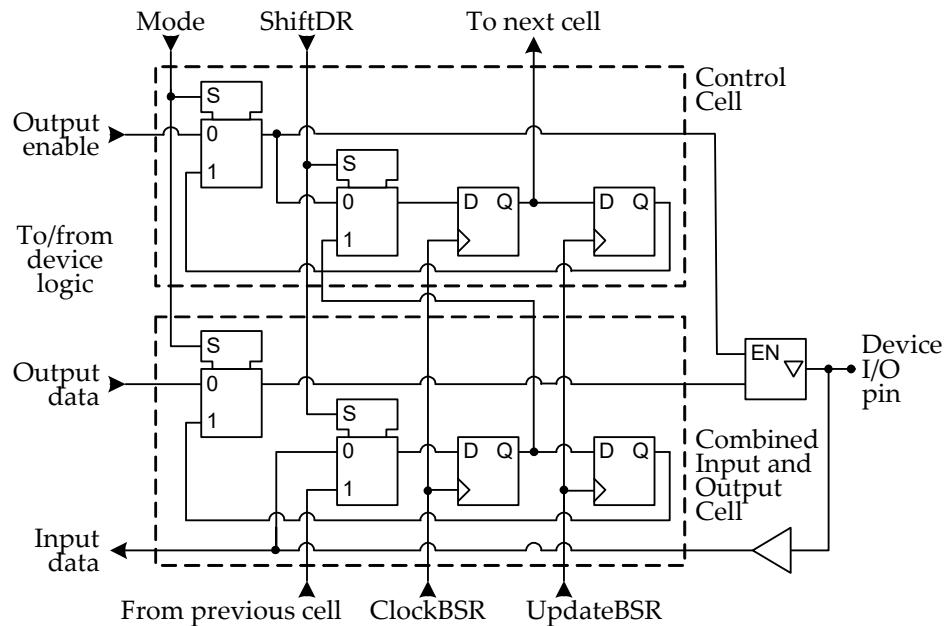 Mode
ShiftDR
To next cell
Control
Cell
S
Output
enable
0
1
S
0
1
D Q
D Q
To/from
device
logic
S
Output
data
0
1
EN
Device
I/O
pin
S
0
1
D Q
D Q
Combined
Input and
Output
Cell
Input
data
From previous cell
ClockBSR
UpdateBSR